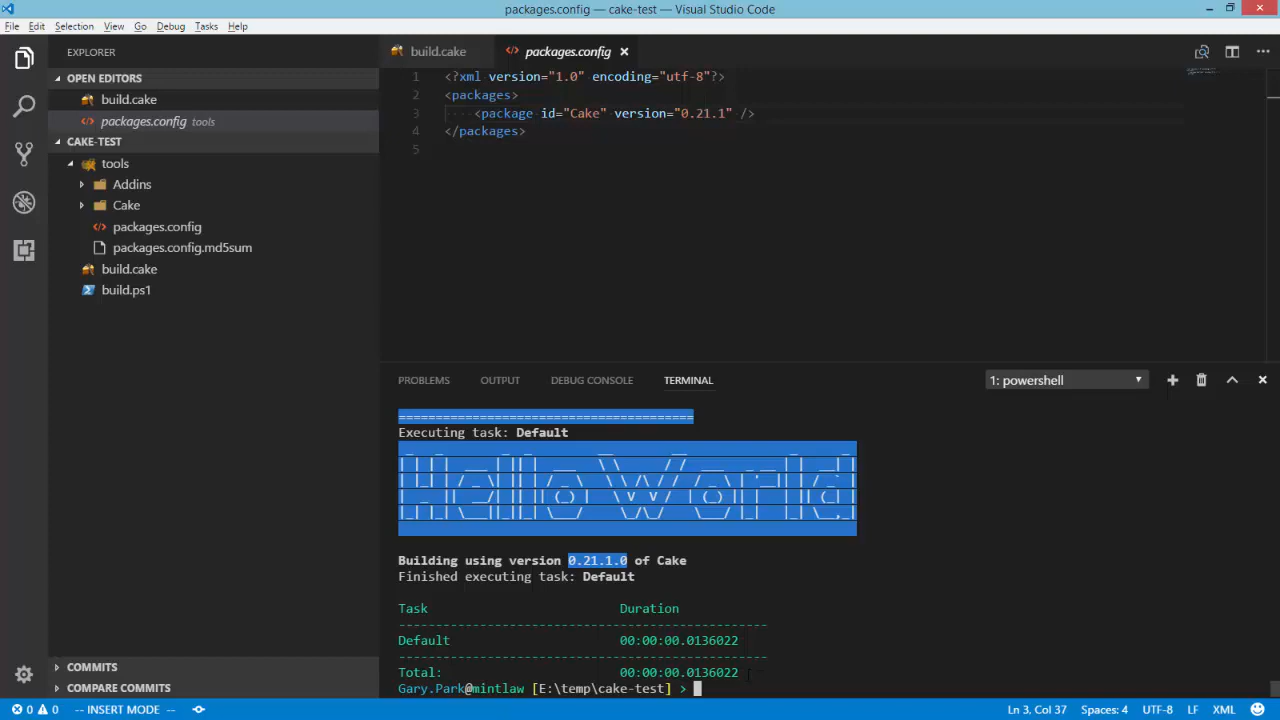 packages.config — cake-test — Visual Studio Code
File Edit Selection View Go Debug Tasks Help
EXPLORER
OPEN EDITORS
build.cake
packages.config tools
CAKE-TEST
tools
Addins
Cake
packages.config
packages.config.md5sum
build.cake
build.ps1
COMMITS
COMPARE COMMITS
build.cake packages.config
1 <?xml version="1.0" encoding="utf-8"?>
2 <packages>
3 <package id="Cake" version="0.21.1" />
4 </packages>
5
PROBLEMS OUTPUT DEBUG CONSOLE TERMINAL 1: powershell
========================================
Executing task: Default
Hello World
Building using version 0.21.1.0 of Cake
Finished executing task: Default
Task Duration
--------------------------------------------------
Default 00:00:00.0136022
--------------------------------------------------
Total: 00:00:00.0136022
Gary.Park@mintlaw [E:\temp\cake-test] >
0 0 -- INSERT MODE -- Ln 3, Col 37 Spaces: 4 UTF-8 LF XML